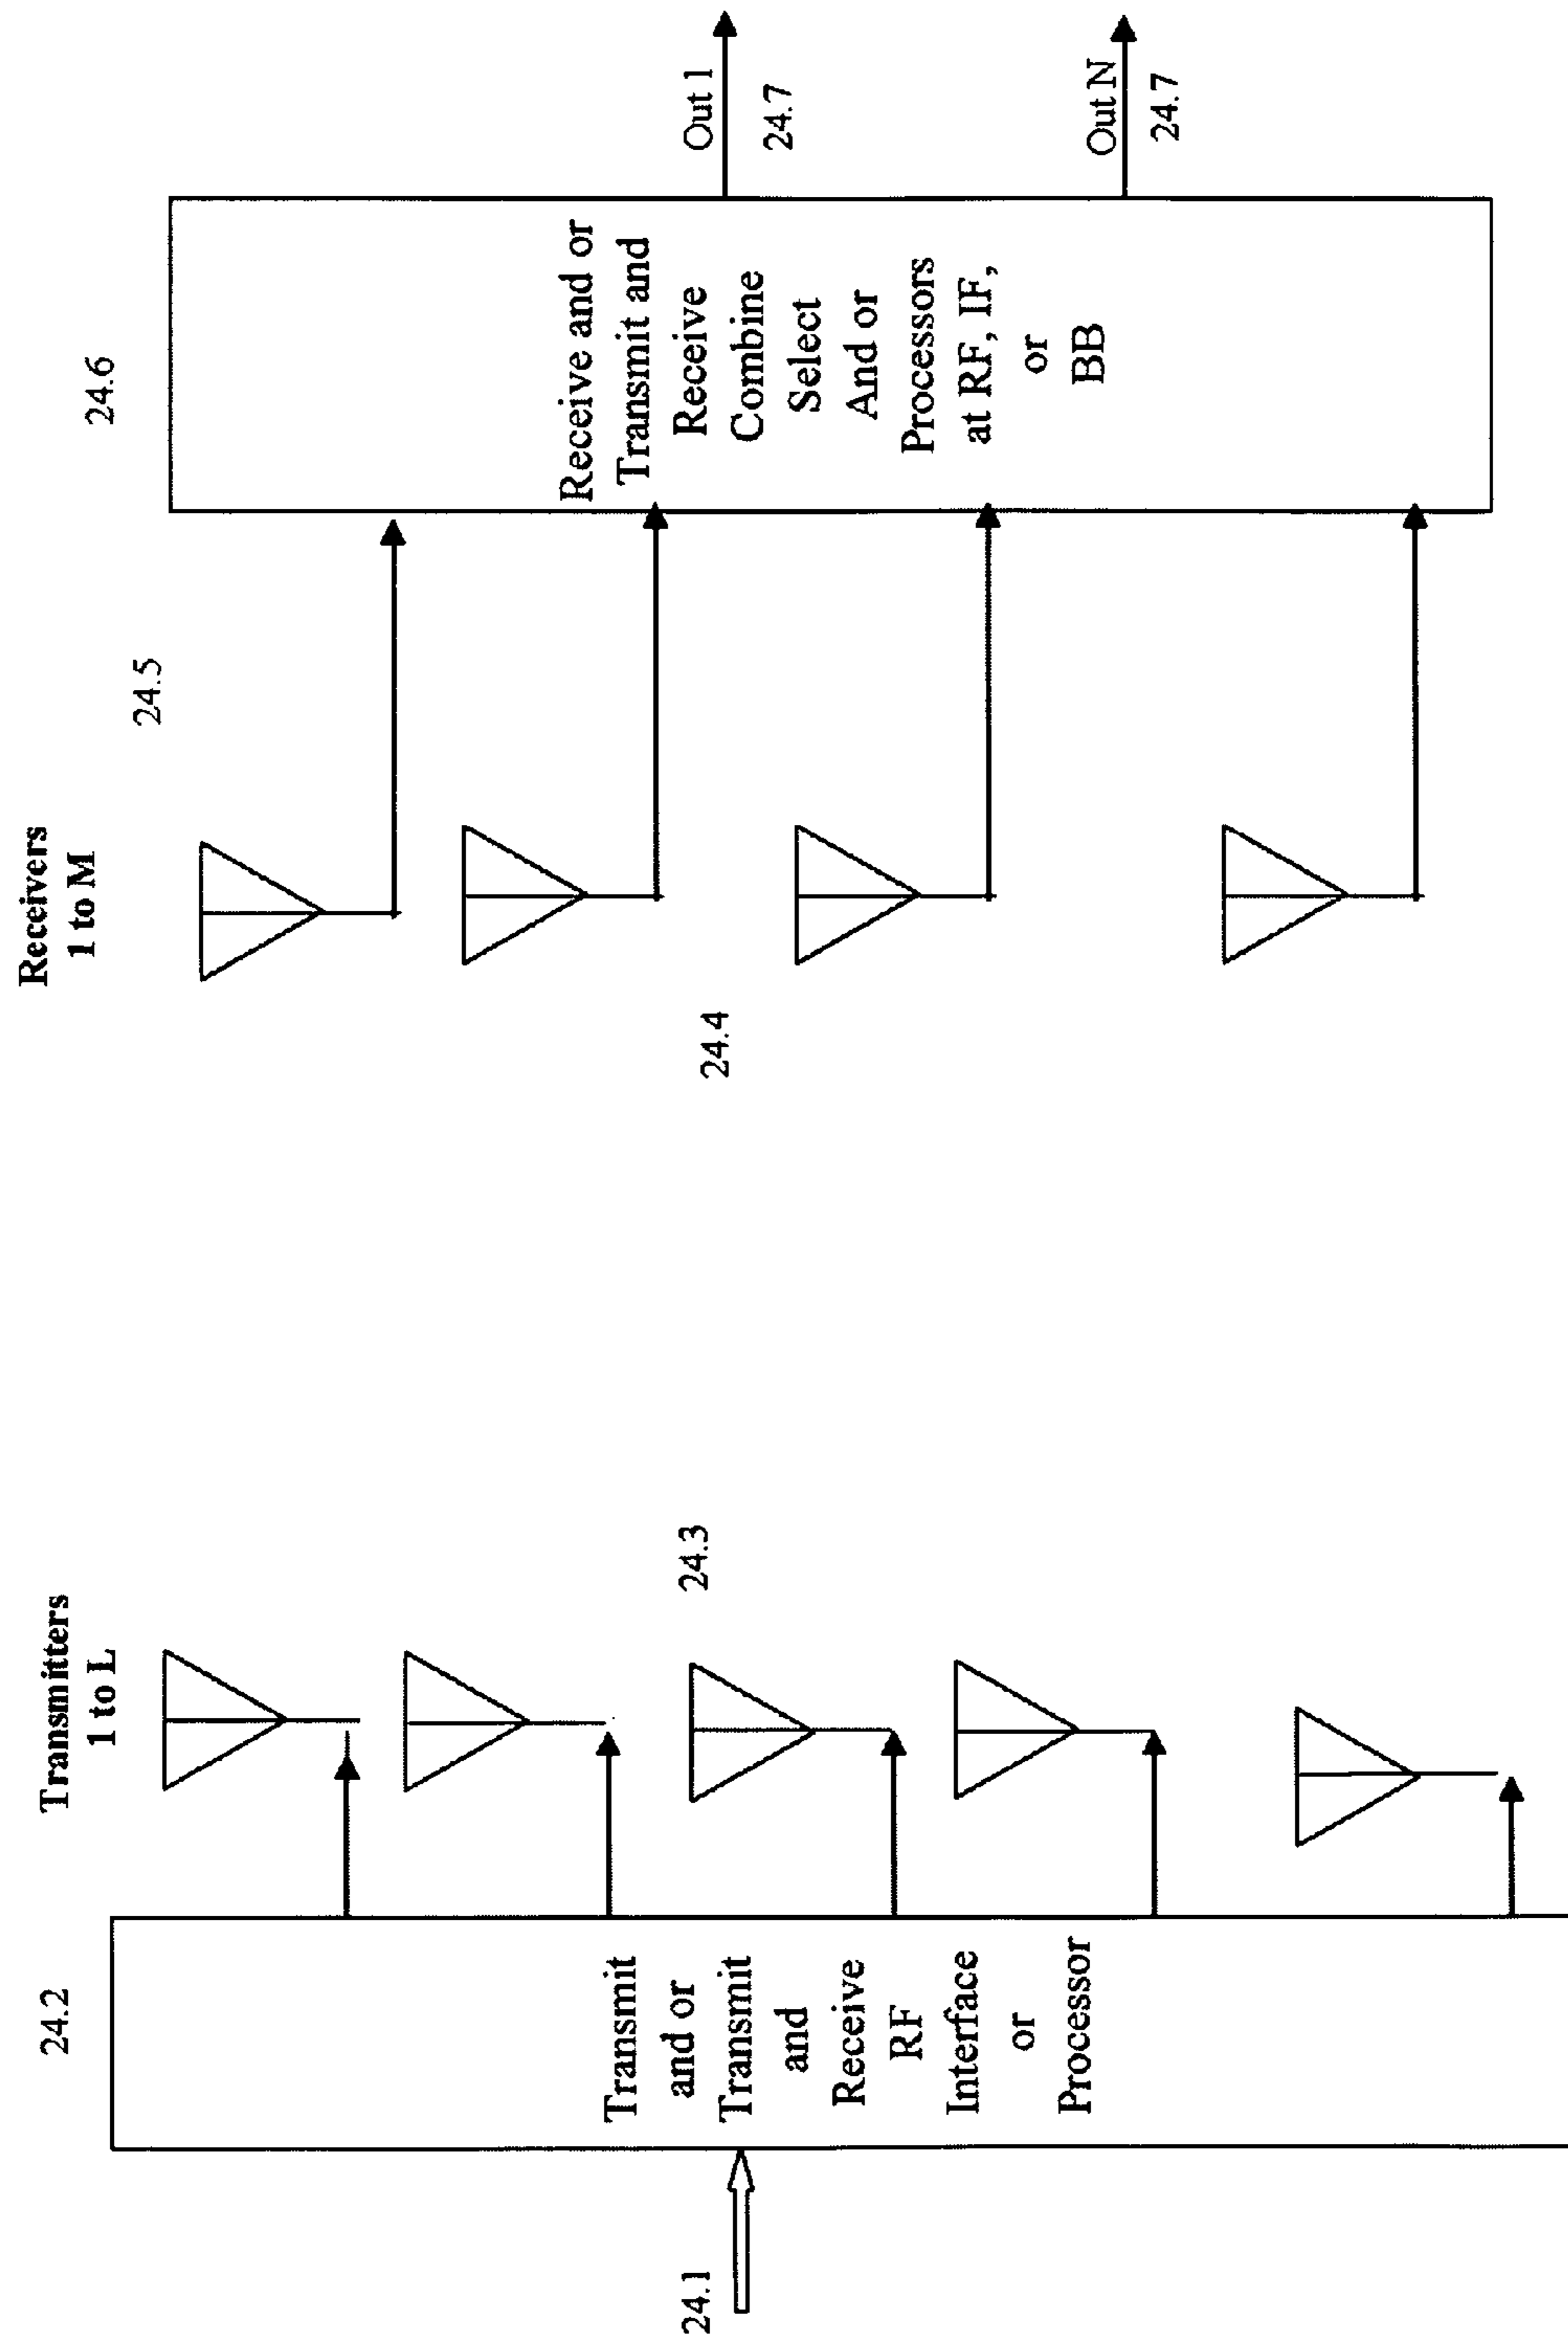 24.1
24.2
Transmit
and or
Transmit
and
Receive
RF
Interface
or
Processor
Transmitters
1 to L
24.3
24.4
Receivers
1 to M
24.5
24.6
Receive and or
Transmit and
Receive
Combine
Select
And or
Processors
at RF, IF,
or
BB
Out 1
24.7
Out N
24.7